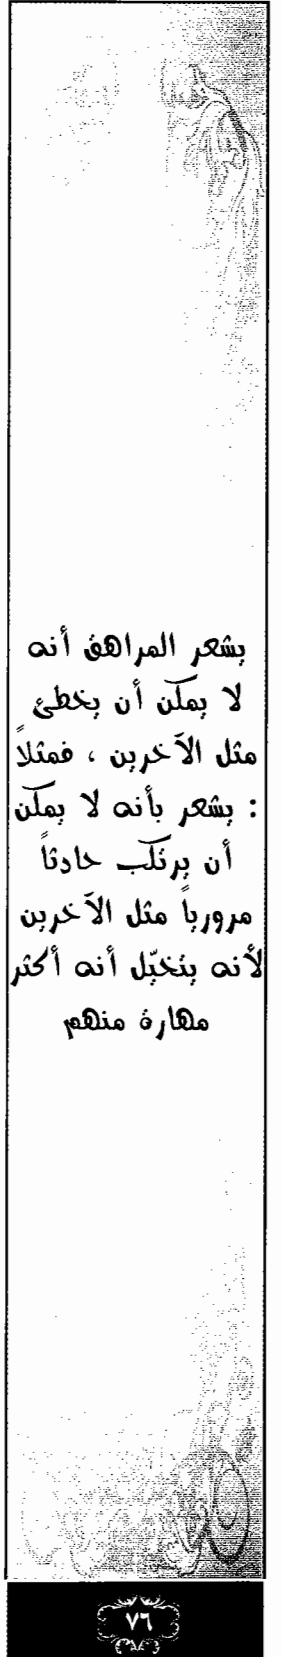 يشعر المراهق أنه
لا يمكن أن يخطئ
مثل الآخرين ، فمثلاً
: يشعر بأنه لا يمكن
أن يرتكب حادثاً
مرورياً مثل الآخرين
لأنه يتخيّل أنه أكثر
مهارة منهم
٧٦